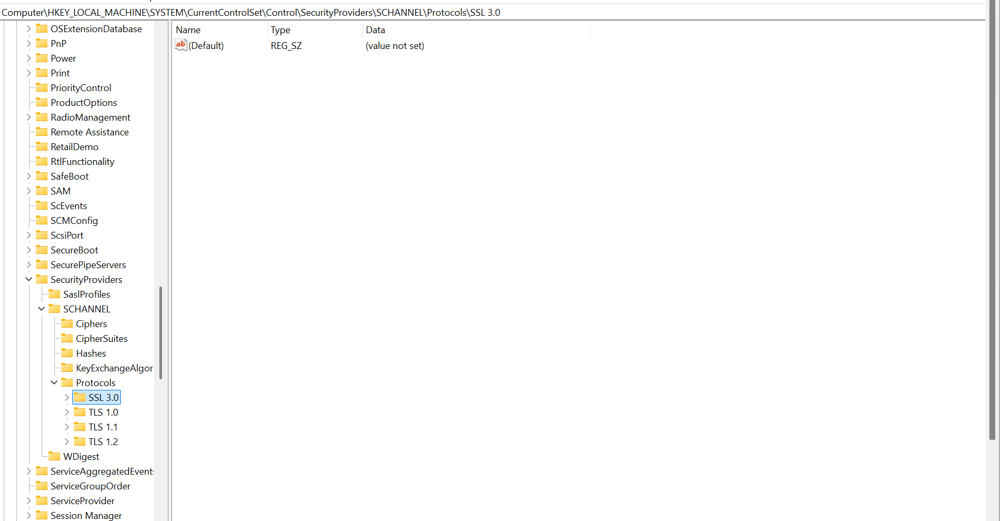 Computer\HKEY_LOCAL_MACHINE\SYSTEM\CurrentControlSet\Control\SecurityProviders\SCHANNEL\Protocols\SSL 3.0
OSExtensionDatabase
PnP
Power
Print
PriorityControl
ProductOptions
RadioManagement
Remote Assistance
RetailDemo
RtlFunctionality
SafeBoot
SAM
ScEvents
SCMConfig
ScsiPort
SecureBoot
SecurePipeServers
SecurityProviders
SaslProfiles
SCHANNEL
Ciphers
CipherSuites
Hashes
KeyExchangeAlgor
Protocols
SSL 3.0
TLS 1.0
TLS 1.1
TLS 1.2
WDigest
ServiceAggregatedEvents
ServiceGroupOrder
ServiceProvider
Session Manager
Name Type Data
ab (Default) REG_SZ (value not set)